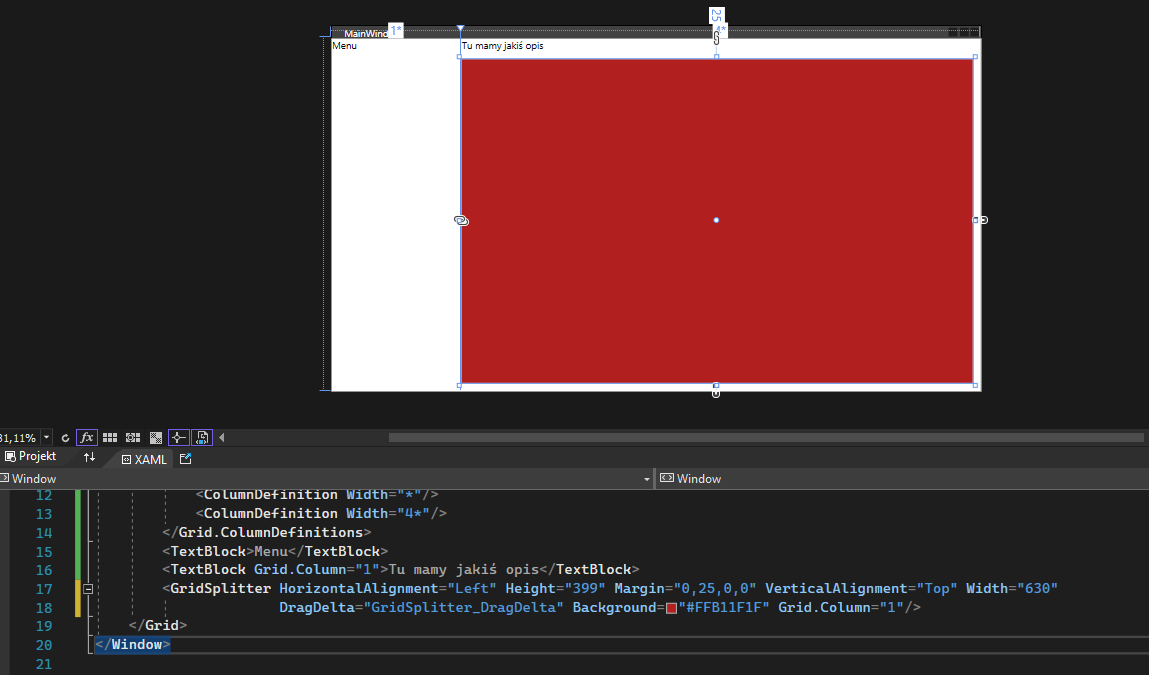 25
MainWind 1* 4*
Menu Tu mamy jakiś opis
31,11% fx
Projekt XAML
Window Window
12 <ColumnDefinition Width="*"/>
13 <ColumnDefinition Width="4*"/>
14 </Grid.ColumnDefinitions>
15 <TextBlock>Menu</TextBlock>
16 <TextBlock Grid.Column="1">Tu mamy jakiś opis</TextBlock>
17 <GridSplitter HorizontalAlignment="Left" Height="399" Margin="0,25,0,0" VerticalAlignment="Top" Width="630"
18 DragDelta="GridSplitter_DragDelta" Background="#FFB11F1F" Grid.Column="1"/>
19 </Grid>
20 </Window>
21